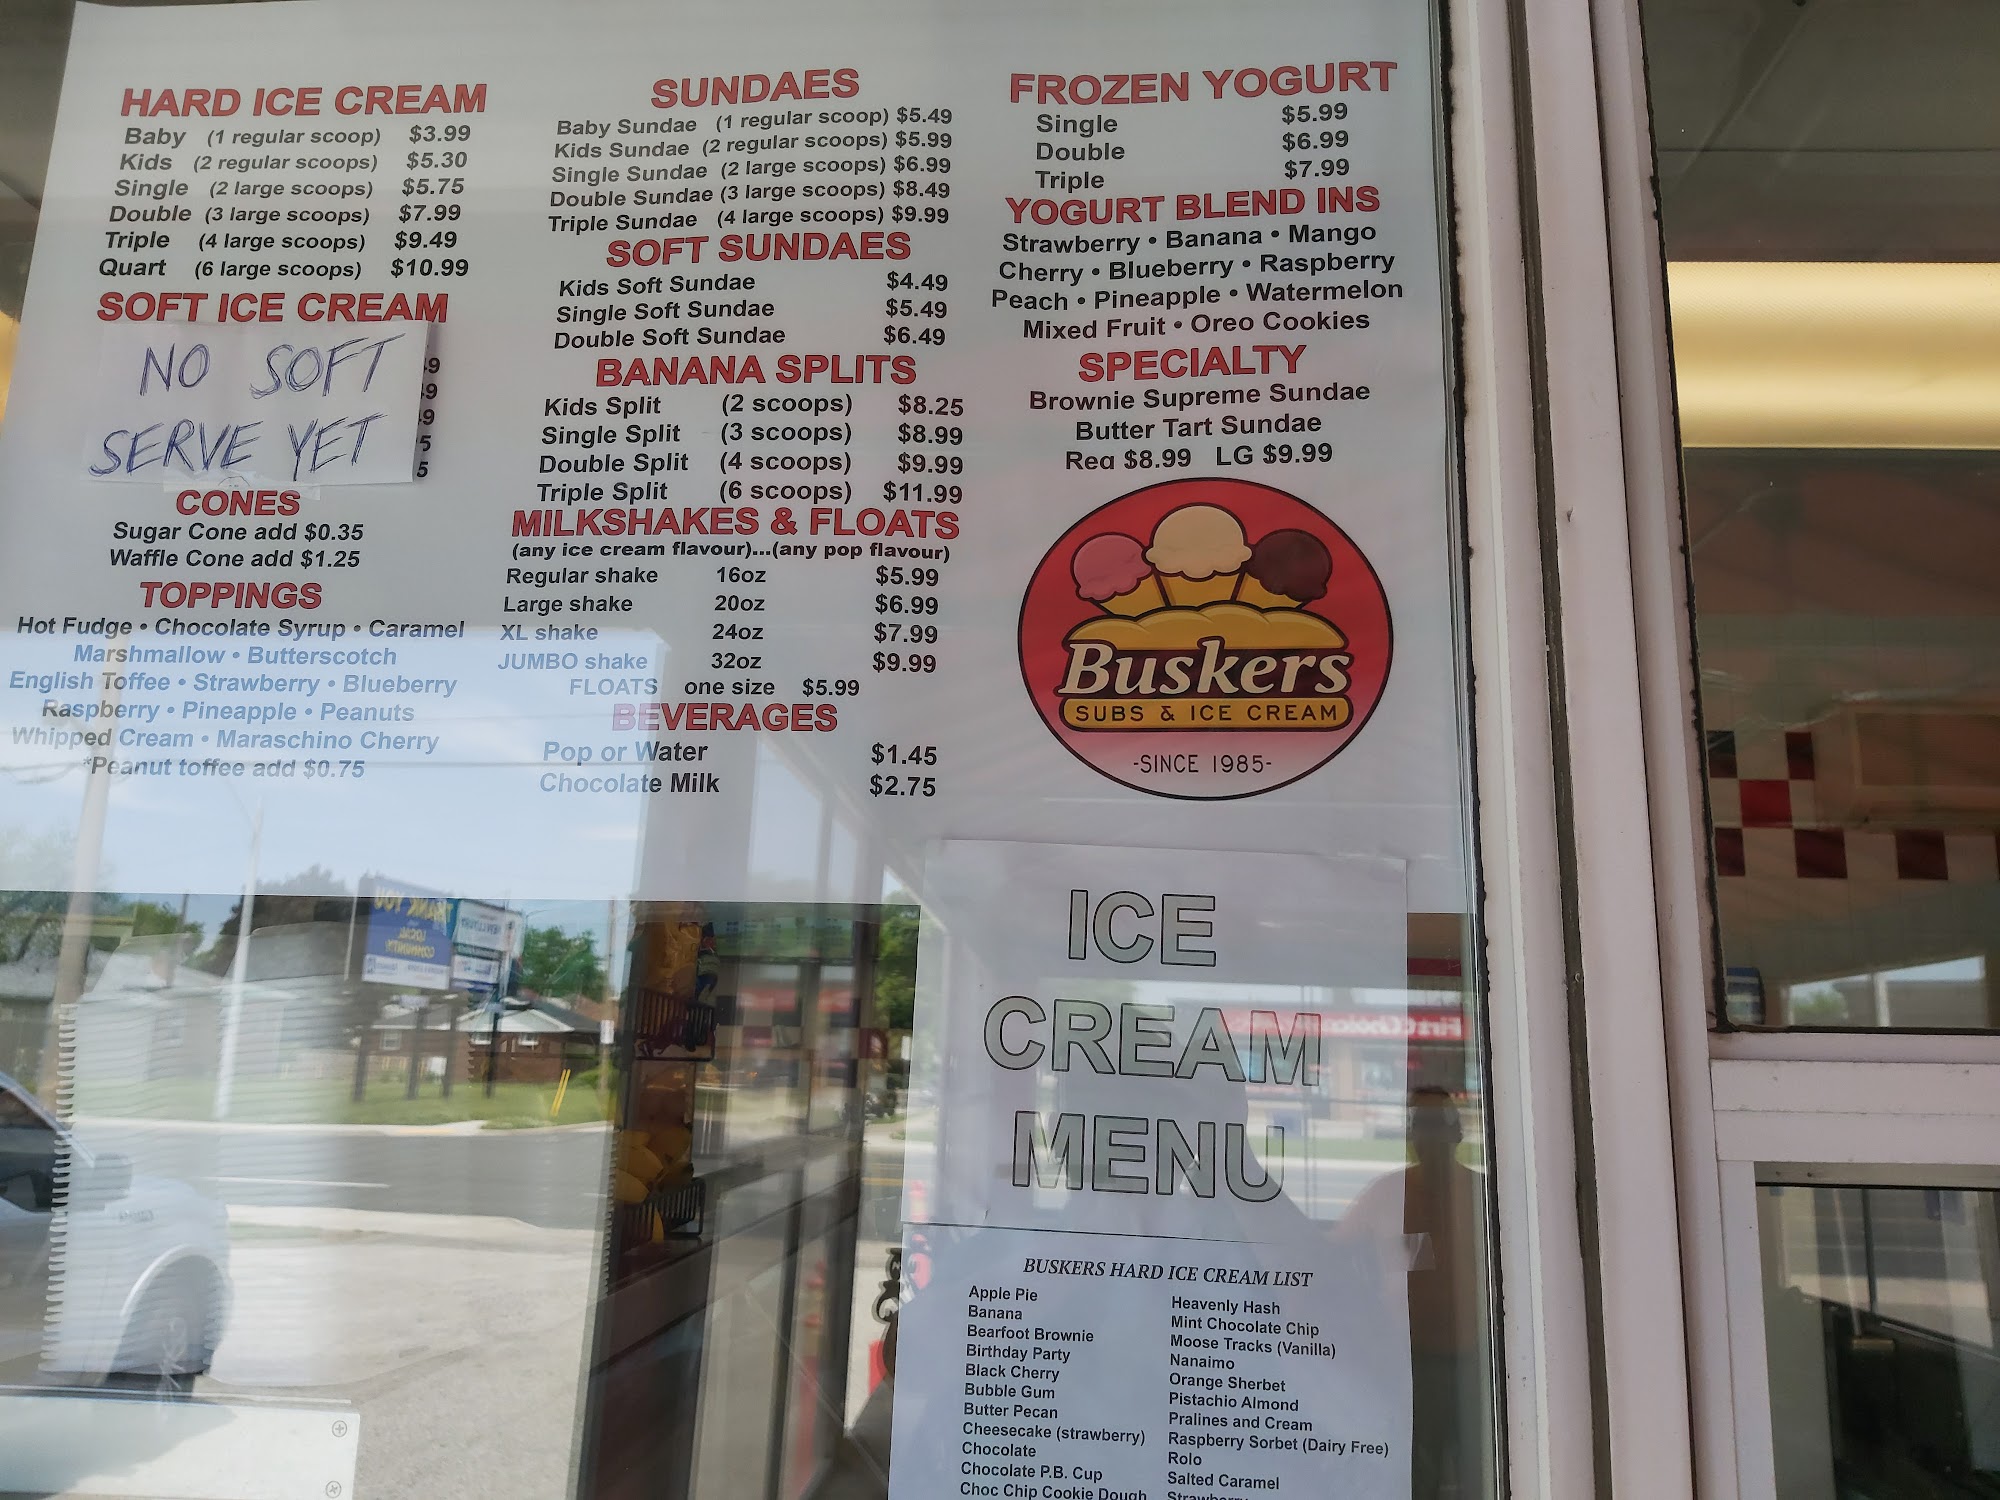 HARD ICE CREAM
Baby (1 regular scoop) $3.99
Kids (2 regular scoops) $5.30
Single (2 large scoops) $5.75
Double (3 large scoops) $7.99
Triple (4 large scoops) $9.49
Quart (6 large scoops) $10.99
SOFT ICE CREAM
NO SOFT
SERVE YET
CONES
Sugar Cone add $0.35
Waffle Cone add $1.25
TOPPINGS
Hot Fudge • Chocolate Syrup • Caramel
Marshmallow • Butterscotch
English Toffee • Strawberry • Blueberry
Raspberry • Pineapple • Peanuts
Whipped Cream • Maraschino Cherry
*Peanut toffee add $0.75
SUNDAES
Baby Sundae (1 regular scoop) $5.49
Kids Sundae (2 regular scoops) $5.99
Single Sundae (2 large scoops) $6.99
Double Sundae (3 large scoops) $8.49
Triple Sundae (4 large scoops) $9.99
SOFT SUNDAES
Kids Soft Sundae $4.49
Single Soft Sundae $5.49
Double Soft Sundae $6.49
BANANA SPLITS
Kids Split (2 scoops) $8.25
Single Split (3 scoops) $8.99
Double Split (4 scoops) $9.99
Triple Split (6 scoops) $11.99
MILKSHAKES & FLOATS
(any ice cream flavour)...(any pop flavour)
Regular shake 16oz $5.99
Large shake 20oz $6.99
XL shake 24oz $7.99
JUMBO shake 32oz $9.99
FLOATS one size $5.99
BEVERAGES
Pop or Water $1.45
Chocolate Milk $2.75
FROZEN YOGURT
Single $5.99
Double $6.99
Triple $7.99
YOGURT BLEND INS
Strawberry • Banana • Mango
Cherry • Blueberry • Raspberry
Peach • Pineapple • Watermelon
Mixed Fruit • Oreo Cookies
SPECIALTY
Brownie Supreme Sundae
Butter Tart Sundae
Reg $8.99 LG $9.99
Buskers
SUBS & ICE CREAM
-SINCE 1985-
ICE
CREAM
MENU
BUSKERS HARD ICE CREAM LIST
Apple Pie
Banana
Bearfoot Brownie
Birthday Party
Black Cherry
Bubble Gum
Butter Pecan
Cheesecake (strawberry)
Chocolate
Chocolate P.B. Cup
Choc Chip Cookie Dough
Heavenly Hash
Mint Chocolate Chip
Moose Tracks (Vanilla)
Nanaimo
Orange Sherbet
Pistachio Almond
Pralines and Cream
Raspberry Sorbet (Dairy Free)
Rolo
Salted Caramel
Strawberry